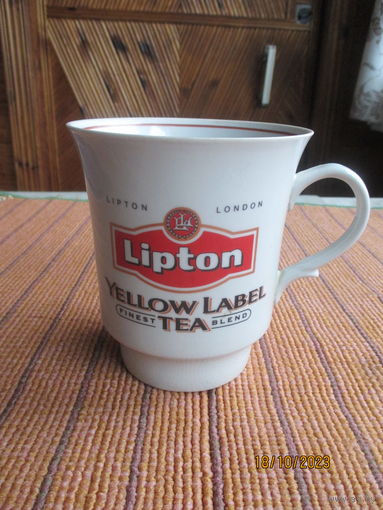 LIPTON LONDON
Lipton
YELLOW LABEL
FINEST TEA BLEND
18/10/2023